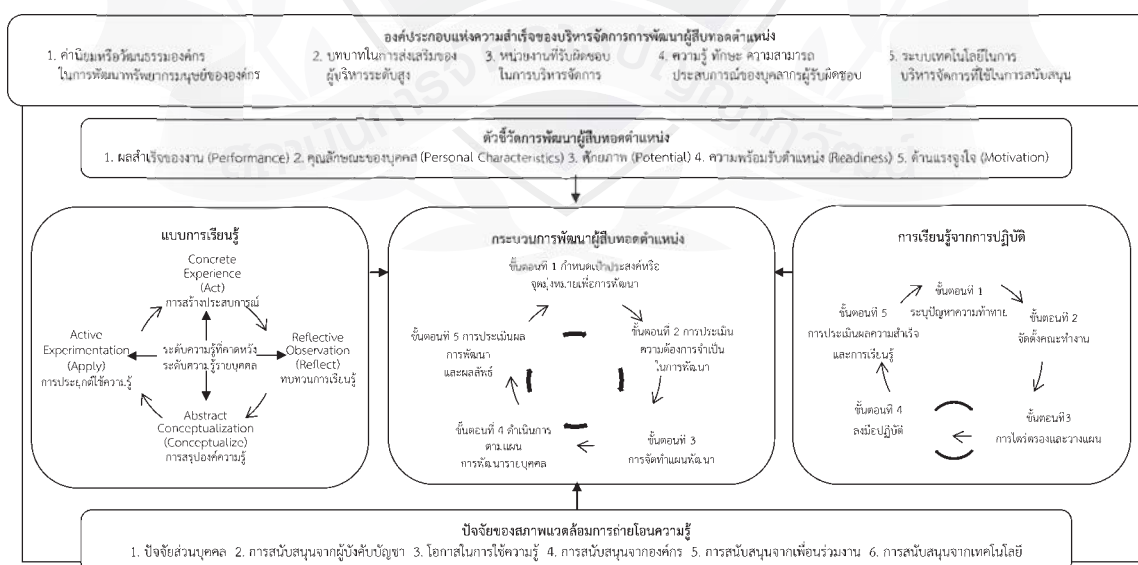 องค์ประกอบแห่งความสำเร็จของบริหารจัดการการพัฒนาผู้สืบทอดตำแหน่ง
1. ค่านิยมหรือวัฒนธรรมองค์กร
ในการพัฒนาทรัพยากรมนุษย์ขององค์กร
2. บทบาทในการส่งเสริมของ
ผู้บริหารระดับสูง
3. หน่วยงานที่รับผิดชอบ
ในการบริหารจัดการ
4. ความรู้ ทักษะ ความสามารถ
ประสบการณ์ของบุคลากรผู้รับผิดชอบ
5. ระบบเทคโนโลยีในการ
บริหารจัดการที่ใช้ในการสนับสนุน
ตัวชี้วัดการพัฒนาผู้สืบทอดตำแหน่ง
1. ผลสำเร็จของงาน (Performance) 2. คุณลักษณะของบุคคล (Personal Characteristics) 3. ศักยภาพ (Potential) 4. ความพร้อมรับตำแหน่ง (Readiness) 5. ด้านแรงจูงใจ (Motivation)
แบบการเรียนรู้
Concrete
Experience
(Act)
การสร้างประสบการณ์
Active
Experimentation
(Apply)
การประยุกต์ใช้ความรู้
ระดับความรู้ที่คาดหวัง
ระดับความรู้รายบุคคล
Reflective
Observation
(Reflect)
ทบทวนการเรียนรู้
Abstract
Conceptualization
(Conceptualize)
การสรุปองค์ความรู้
กระบวนการพัฒนาผู้สืบทอดตำแหน่ง
ขั้นตอนที่ 1 กำหนดเป้าประสงค์หรือ
จุดมุ่งหมายเพื่อการพัฒนา
ขั้นตอนที่ 2 การประเมิน
ความต้องการจำเป็น
ในการพัฒนา
ขั้นตอนที่ 3
การจัดทำแผนพัฒนา
ขั้นตอนที่ 4 ดำเนินการ
ตามแผน
การพัฒนารายบุคคล
ขั้นตอนที่ 5 การประเมินผล
การพัฒนา
และผลลัพธ์
การเรียนรู้จากการปฏิบัติ
ขั้นตอนที่ 1
ระบุปัญหาความท้าทาย
ขั้นตอนที่ 2
จัดตั้งคณะทำงาน
ขั้นตอนที่3
การไตร่ตรองและวางแผน
ขั้นตอนที่ 4
ลงมือปฏิบัติ
ขั้นตอนที่ 5
การประเมินผลความสำเร็จ
และการเรียนรู้
ปัจจัยของสภาพแวดล้อมการถ่ายโอนความรู้
1. ปัจจัยส่วนบุคคล 2. การสนับสนุนจากผู้บังคับบัญชา 3. โอกาสในการใช้ความรู้ 4. การสนับสนุนจากองค์กร 5. การสนับสนุนจากเพื่อนร่วมงาน 6. การสนับสนุนจากเทคโนโลยี